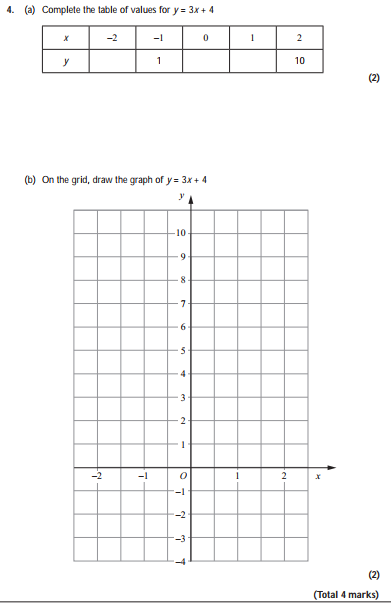 4. (a) Complete the table of values for y = 3x + 4
x −2 −1 0 1 2
y 1 10
(2)
(b) On the grid, draw the graph of y = 3x + 4
y
10
9
8
7
6
5
4
3
2
1
−2 −1 O 1 2 x
−1
−2
−3
−4
(2)
(Total 4 marks)